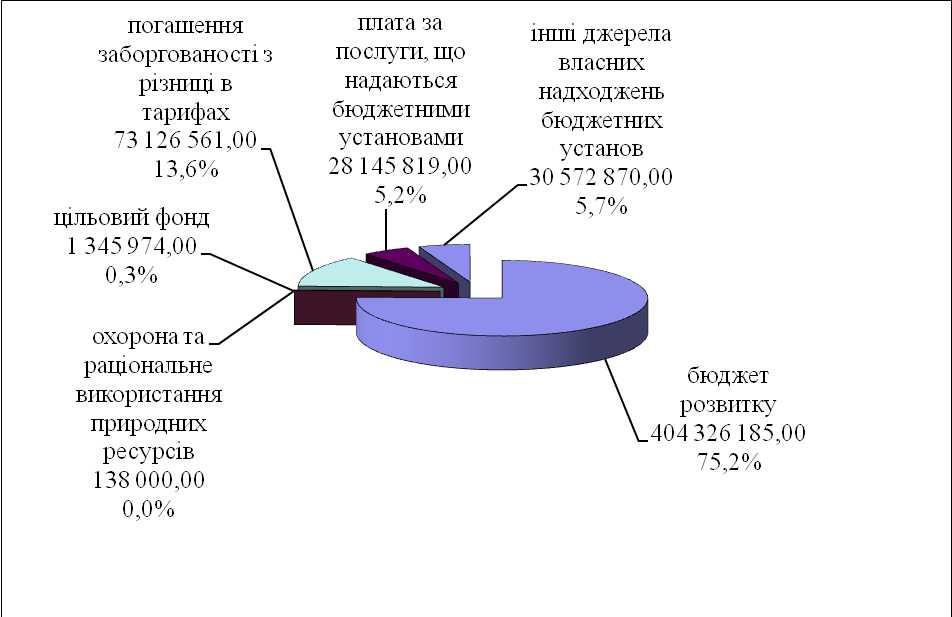 погашення
заборгованості з
різниці в
тарифах
73 126 561,00
13,6%
плата за
послуги, що
надаються
бюджетними
установами
28 145 819,00
5,2%
інші джерела
власних
надходжень
бюджетних
установ
30 572 870,00
5,7%
цільовий фонд
1 345 974,00
0,3%
охорона та
раціональне
використання
природних
ресурсів
138 000,00
0,0%
бюджет
розвитку
404 326 185,00
75,2%